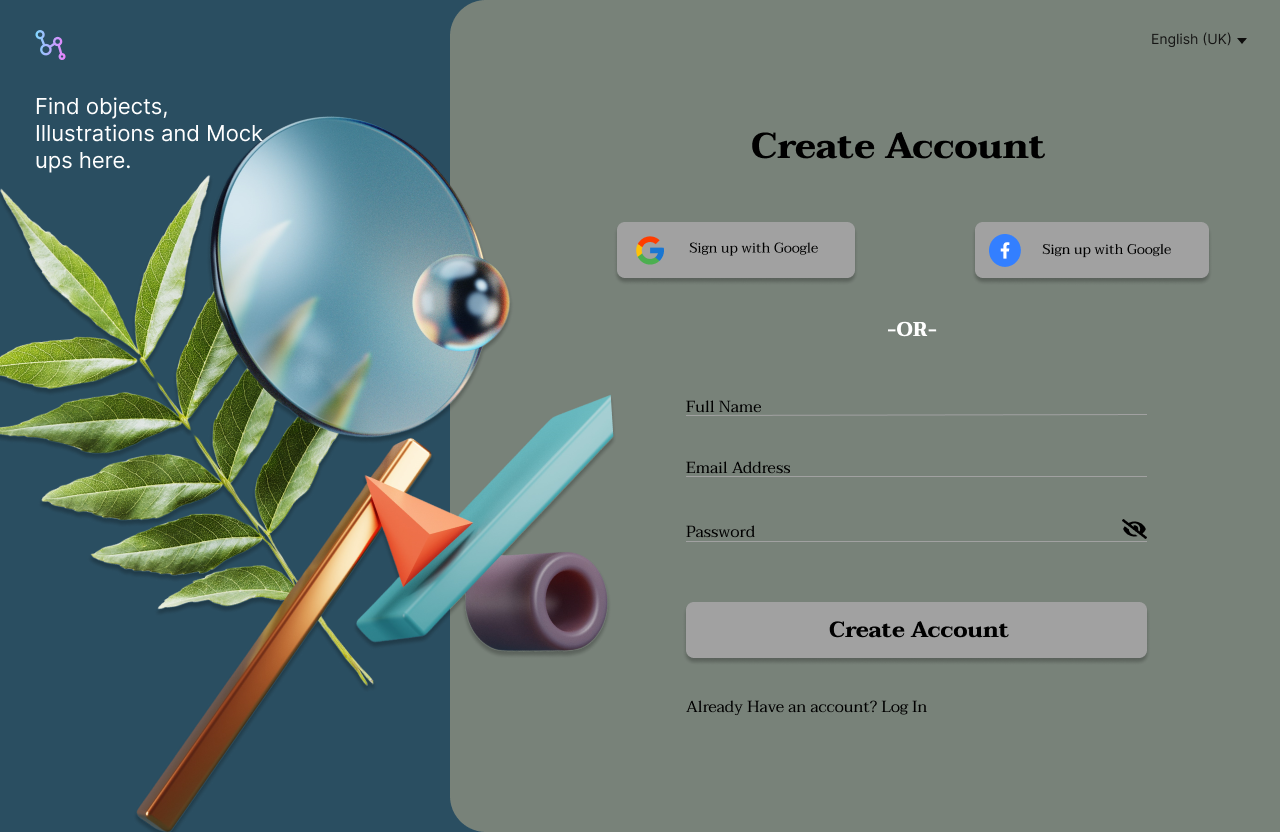 Find objects,
Illustrations and Mock
ups here.
English (UK)
Create Account
Sign up with Google
Sign up with Google
-OR-
Full Name
Email Address
Password
Create Account
Already Have an account? Log In